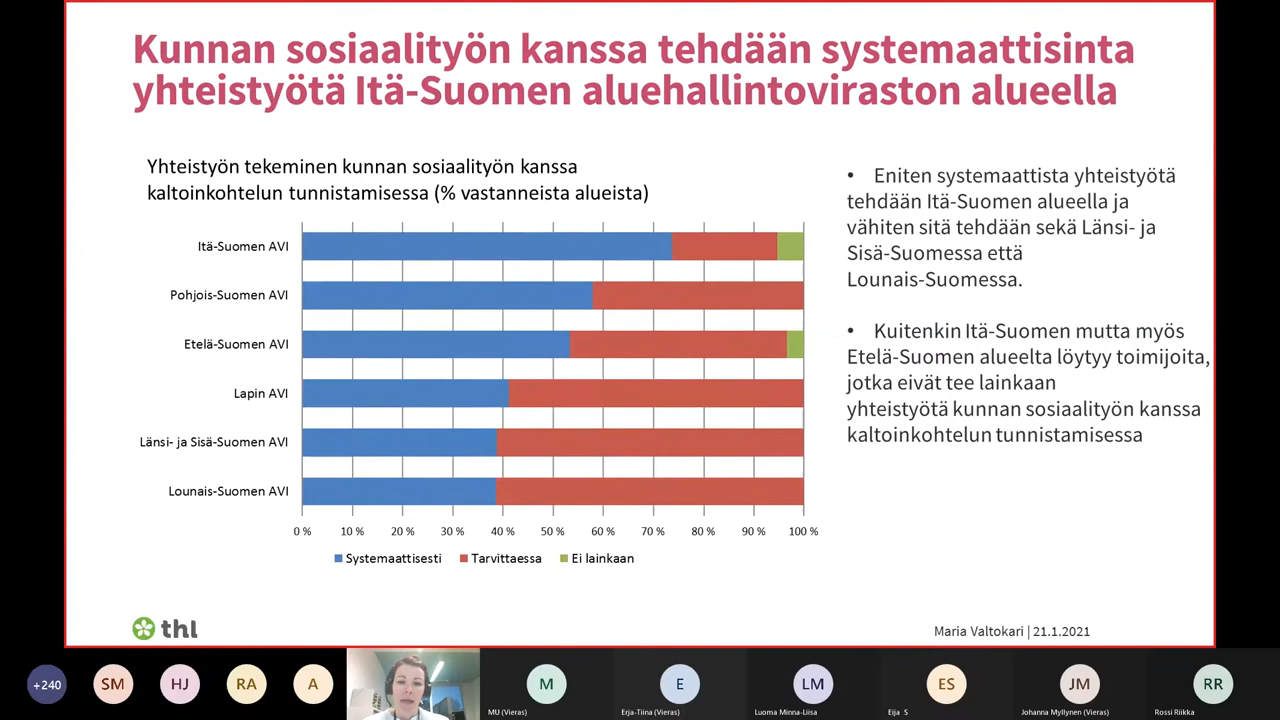 Kunnan sosiaalityön kanssa tehdään systemaattisinta
yhteistyötä Itä-Suomen aluehallintoviraston alueella
Yhteistyön tekeminen kunnan sosiaalityön kanssa
kaltoinkohtelun tunnistamisessa (% vastanneista alueista)
Itä-Suomen AVI
Pohjois-Suomen AVI
Etelä-Suomen AVI
Lapin AVI
Länsi- ja Sisä-Suomen AVI
Lounais-Suomen AVI
0 % 10 % 20 % 30 % 40 % 50 % 60 % 70 % 80 % 90 % 100 %
Systemaattisesti Tarvittaessa Ei lainkaan
• Eniten systemaattista yhteistyötä
tehdään Itä-Suomen alueella ja
vähiten sitä tehdään sekä Länsi- ja
Sisä-Suomessa että
Lounais-Suomessa.
• Kuitenkin Itä-Suomen mutta myös
Etelä-Suomen alueelta löytyy toimijoita,
jotka eivät tee lainkaan
yhteistyötä kunnan sosiaalityön kanssa
kaltoinkohtelun tunnistamisessa
thl
Maria Valtokari | 21.1.2021
+240 SM HJ RA A M E LM ES JM RR
MU (Vieras) Erja-Tiina (Vieras) Luoma Minna-Liisa Eija S Johanna Myllynen (Vieras) Rossi Riikka